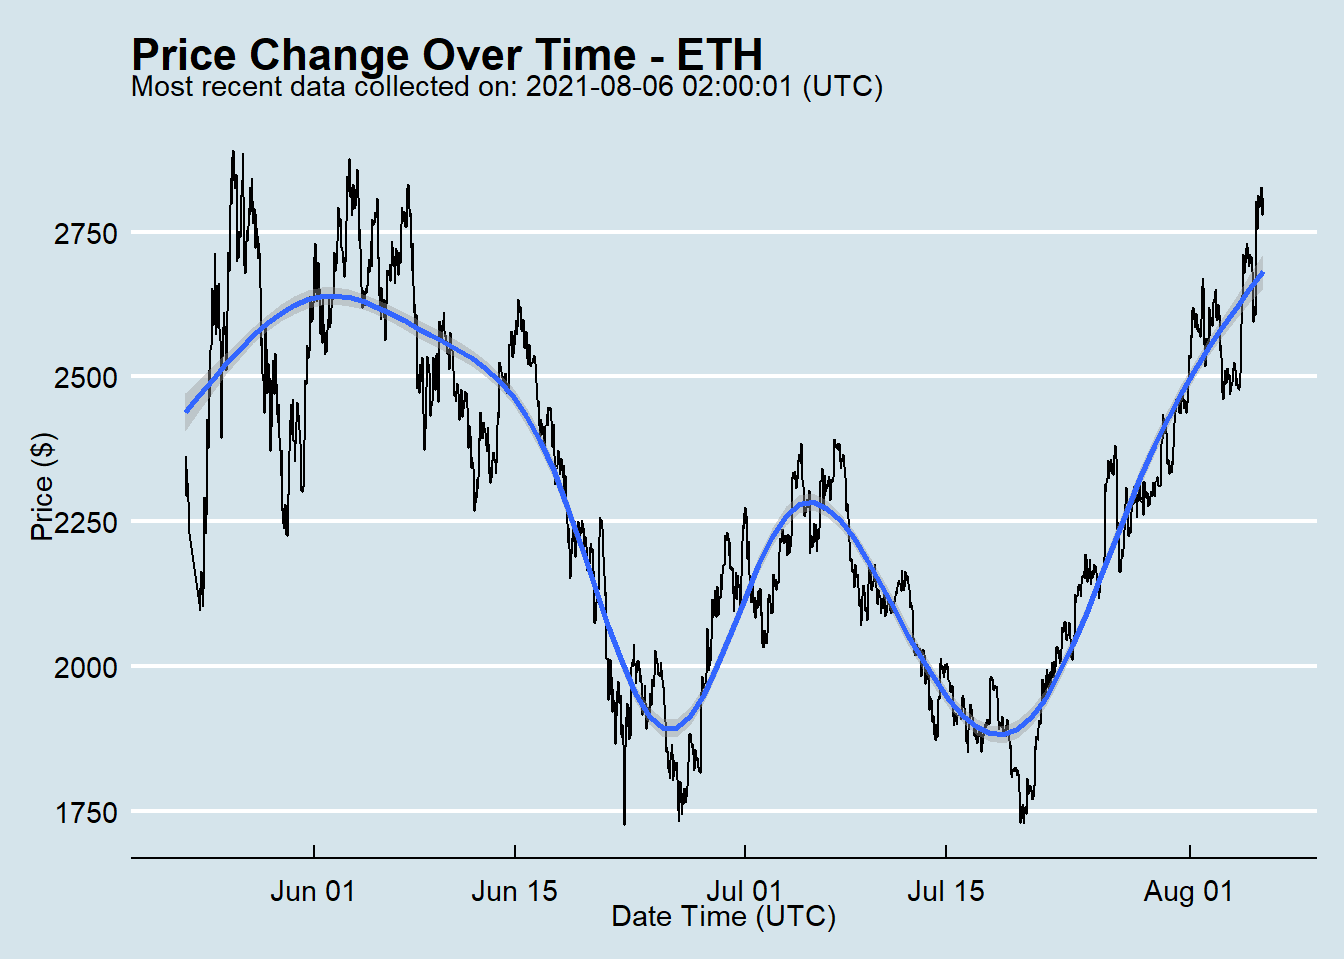 Price Change Over Time - ETH
Most recent data collected on: 2021-08-06 02:00:01 (UTC)
Price ($)
2750
2500
2250
2000
1750
Jun 01
Jun 15
Jul 01
Jul 15
Aug 01
Date Time (UTC)